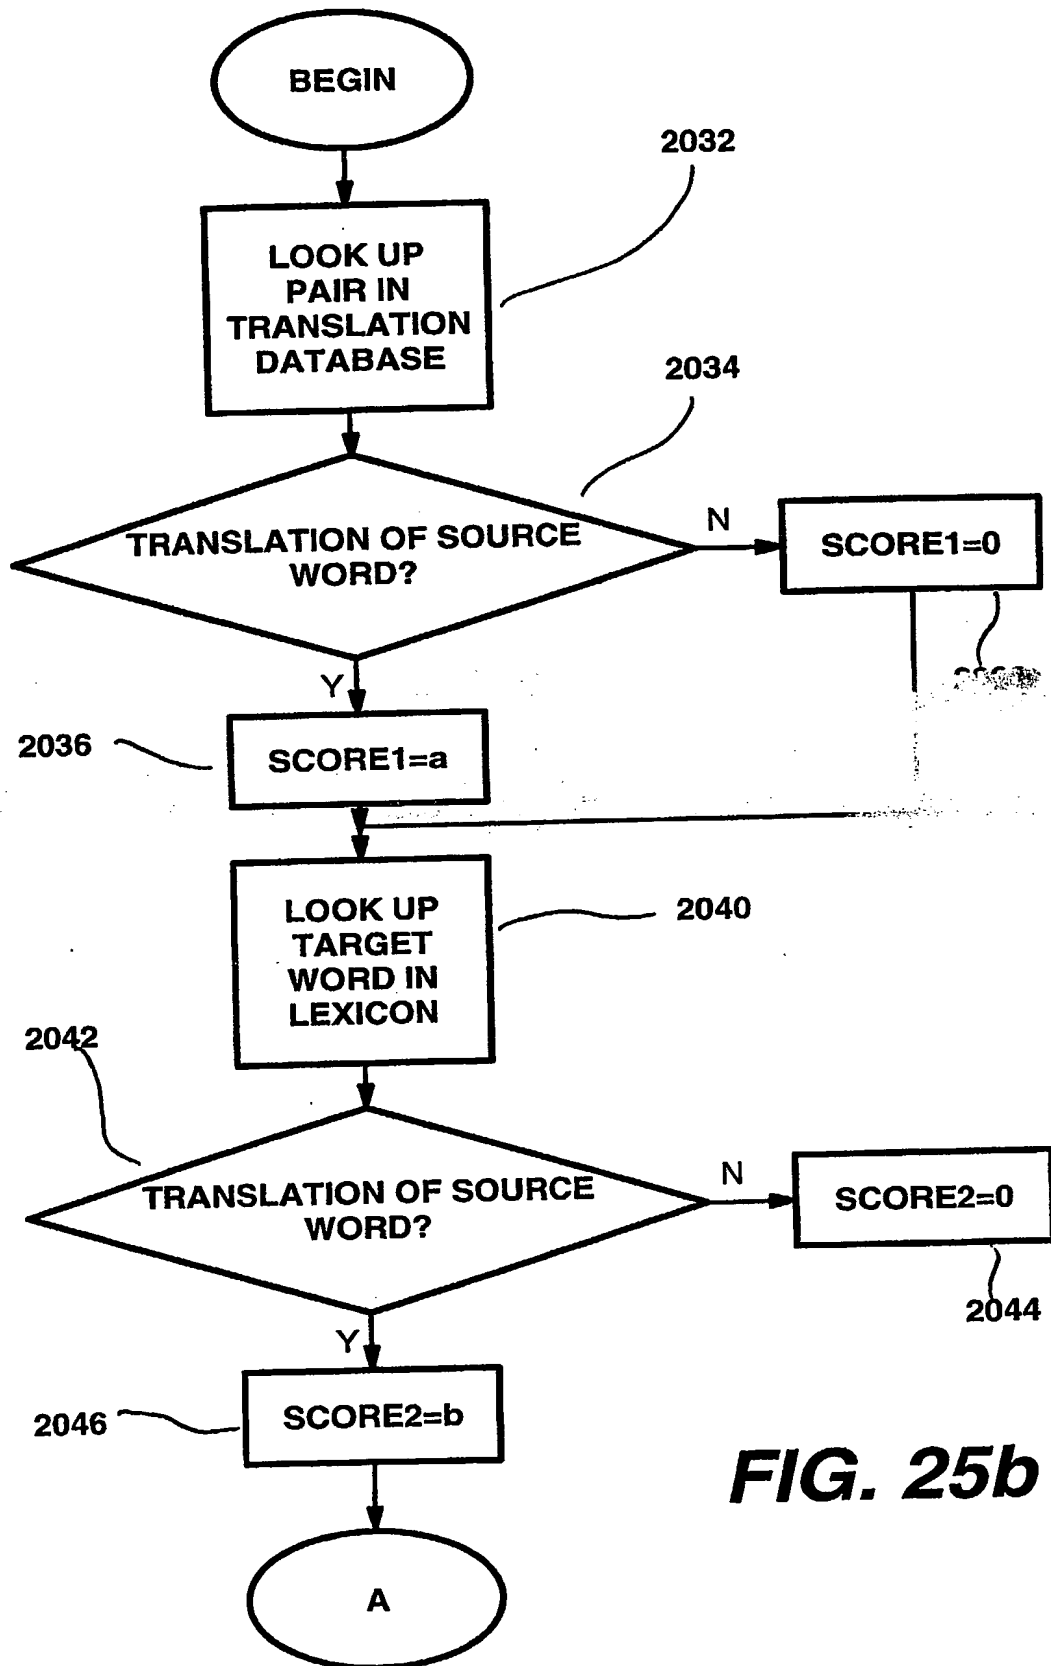 BEGIN
2032
LOOK UP
PAIR IN
TRANSLATION
DATABASE
2034
TRANSLATION OF SOURCE
WORD?
N
SCORE1=0
Y
2036
SCORE1=a
LOOK UP
TARGET
WORD IN
LEXICON
2040
2042
TRANSLATION OF SOURCE
WORD?
N
SCORE2=0
2044
Y
2046
SCORE2=b
FIG. 25b
A